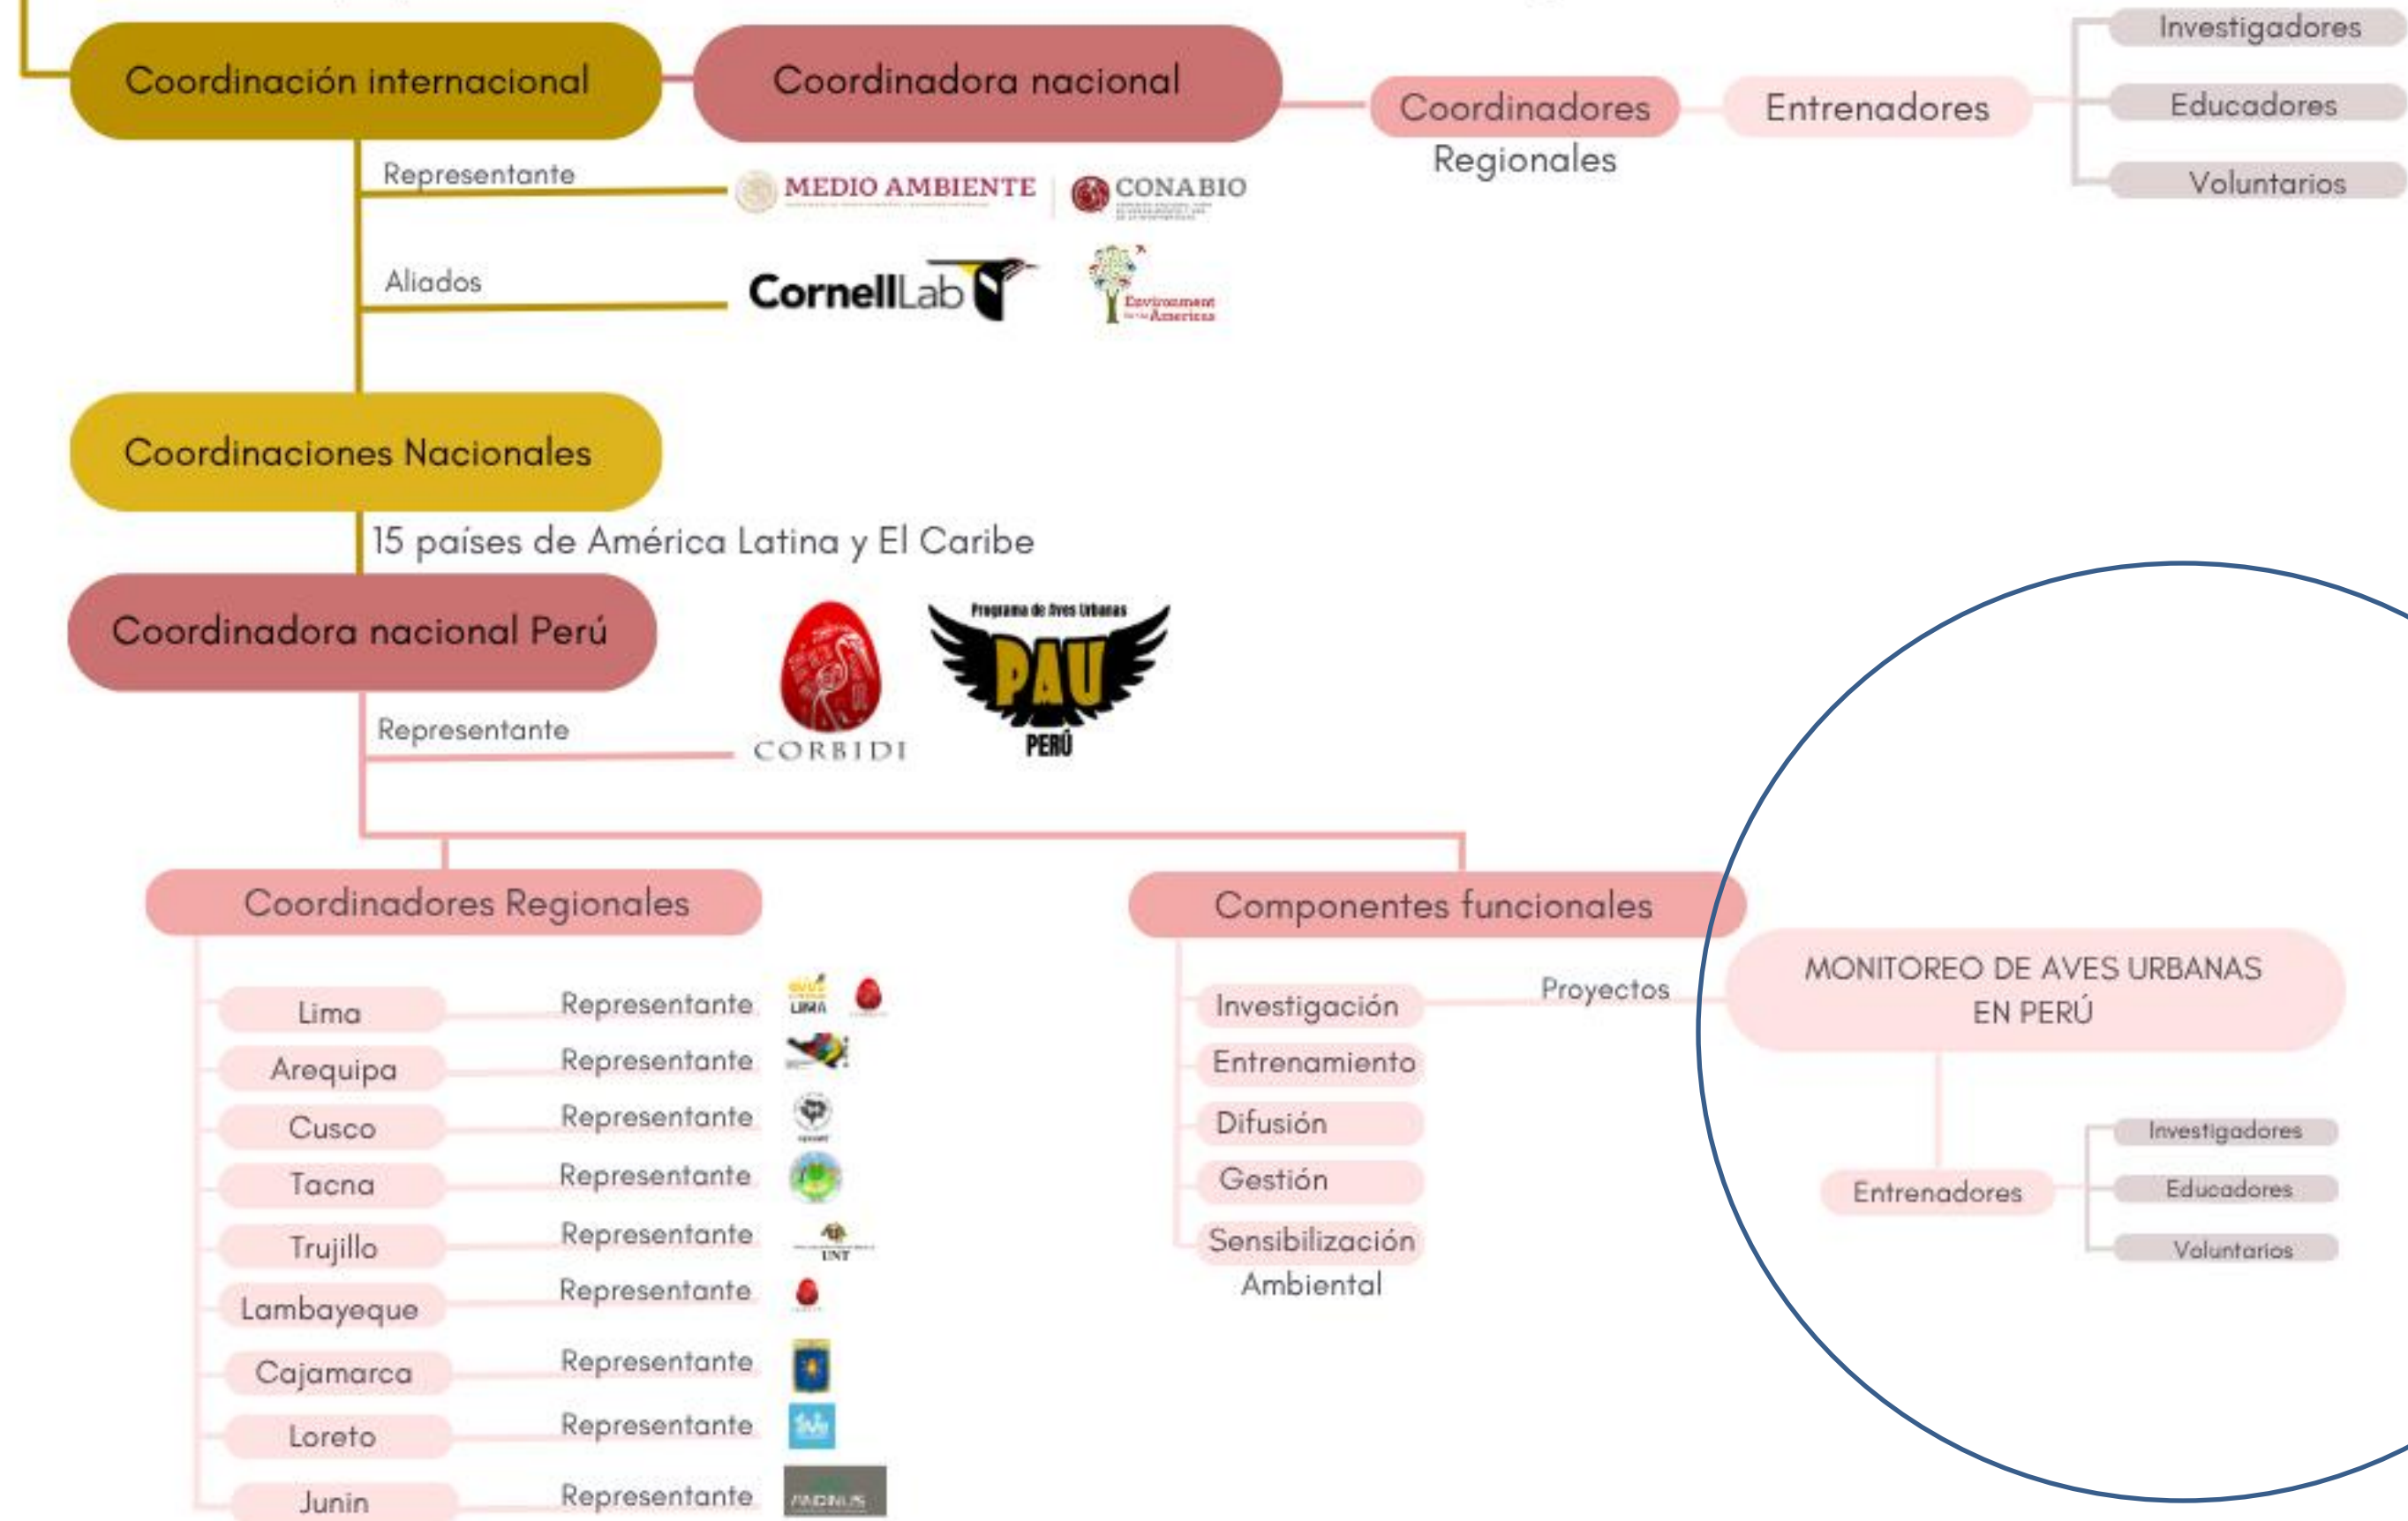 Coordinación internacional
Coordinadora nacional
Coordinadores
Regionales
Entrenadores
Investigadores
Educadores
Voluntarios
Representante
MEDIO AMBIENTE
CONABIO
Aliados
CornellLab
Environment
Americas
Coordinaciones Nacionales
15 países de América Latina y El Caribe
Coordinadora nacional Perú
Representante
CORBIDI
Programa de Aves Urbanas
PAU
PERÚ
Coordinadores Regionales
Lima
Representante
LIMA
Arequipa
Representante
Cusco
Representante
Tacna
Representante
Trujillo
Representante
UNT
Lambayeque
Representante
Cajamarca
Representante
Loreto
Representante
Junin
Representante
Componentes funcionales
Investigación
Proyectos
Entrenamiento
Difusión
Gestión
Sensibilización
Ambiental
MONITOREO DE AVES URBANAS
EN PERÚ
Entrenadores
Investigadores
Educadores
Voluntarios